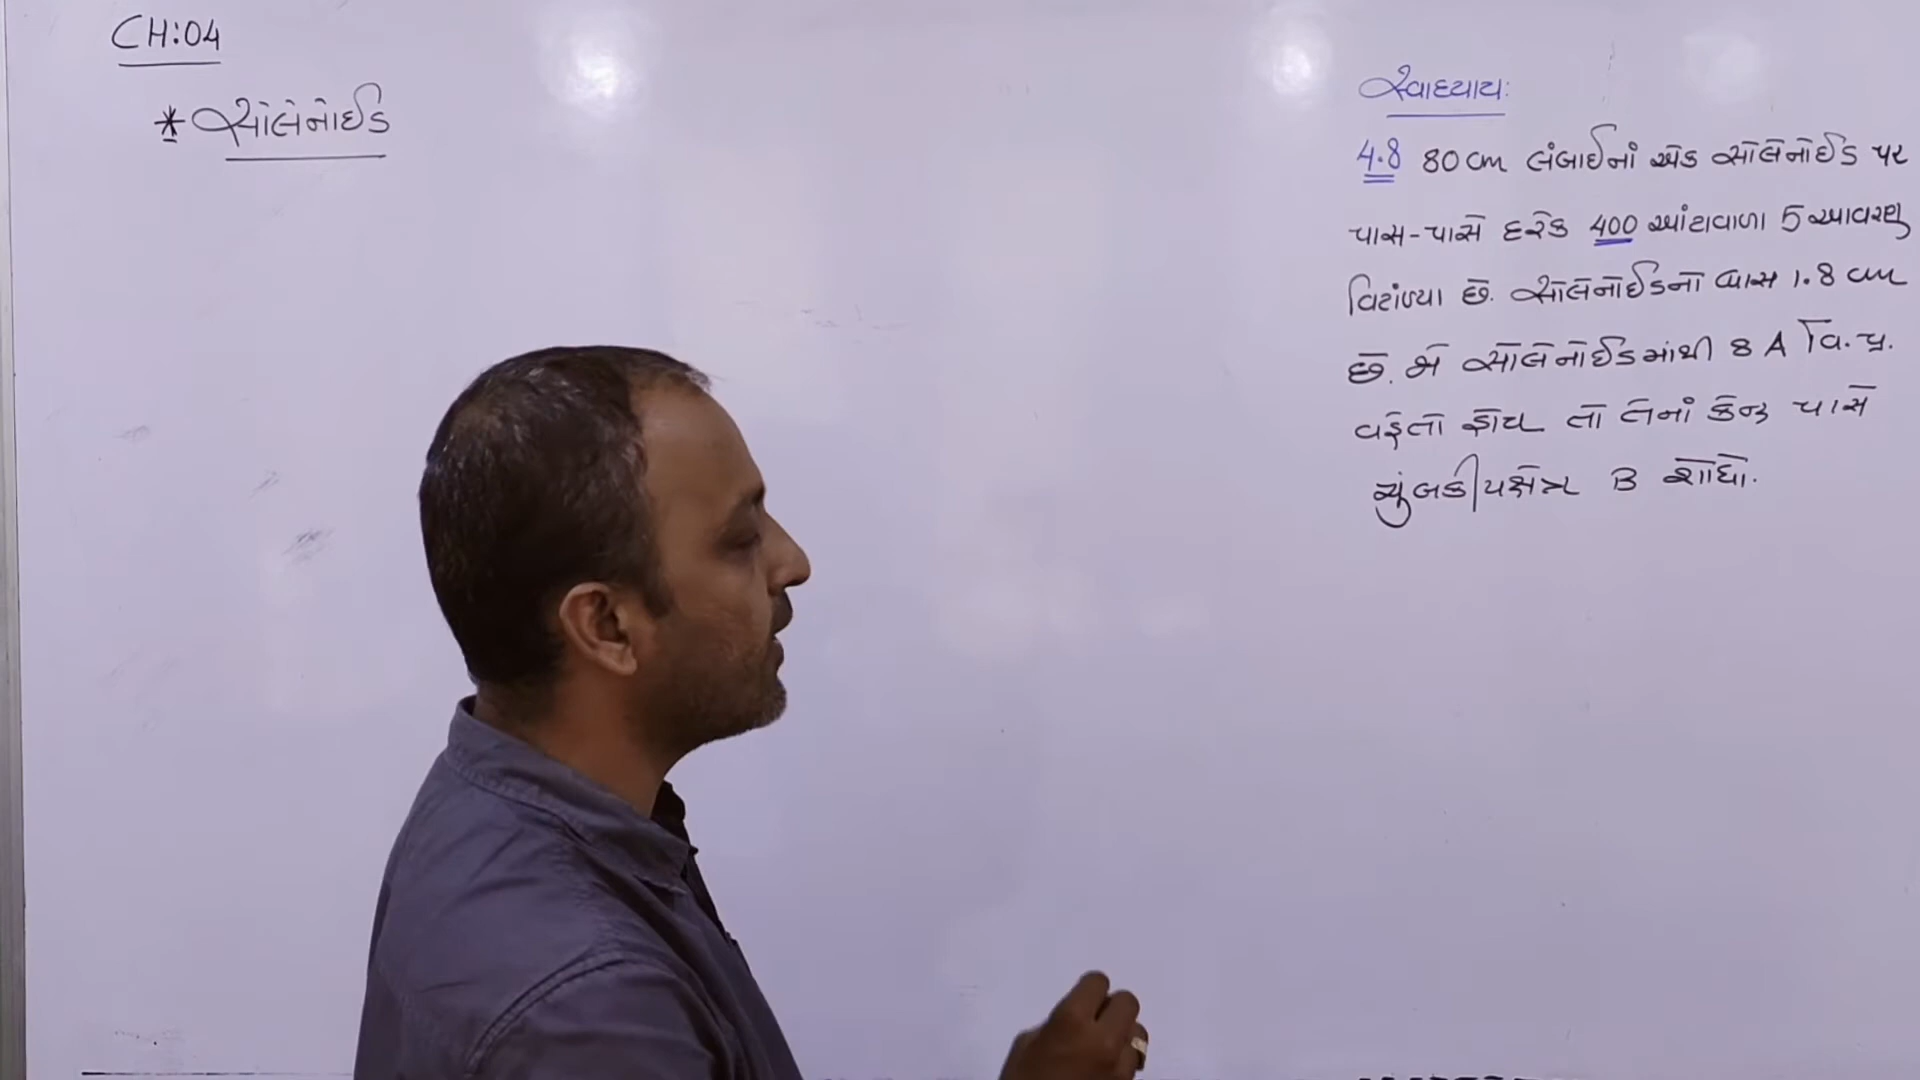 CH:04
* સોલેનોઈડ
સ્વાધ્યાય:
4.8 80 cm લંબાઈનાં એક સોલેનોઈડ પર
પાસ-પાસે દરેક 400 આંટાવાળા 5 આવરણ
વિટાંળ્યા છે. સોલેનોઈડનો વ્યાસ 1.8 cm
છે. જો સોલેનોઈડમાંથી 8 A વિ.પ્ર.
વહેતો હોય તો તેનાં કેન્દ્ર પાસે
ચુંબકીયક્ષેત્ર B શોધો.